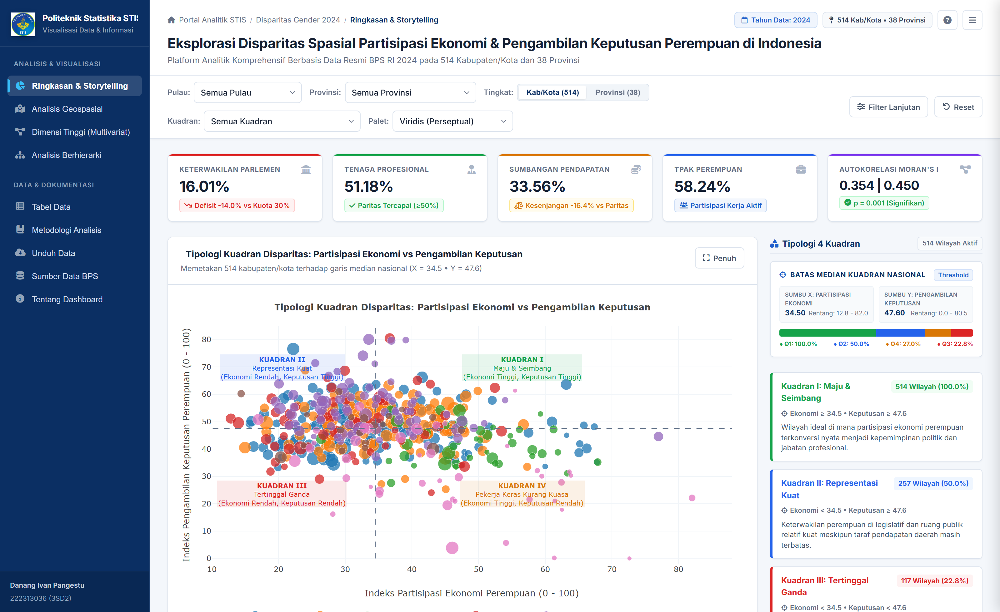 Politeknik Statistika STIS
Visualisasi Data & Informasi
ANALISIS & VISUALISASI
Ringkasan & Storytelling
Analisis Geospasial
Dimensi Tinggi (Multivariat)
Analisis Berhierarki
DATA & DOKUMENTASI
Tabel Data
Metodologi Analisis
Unduh Data
Sumber Data BPS
Tentang Dashboard
Danang Ivan Pangestu
222313036 (3SD2)
Portal Analitik STIS / Disparitas Gender 2024 / Ringkasan & Storytelling
Tahun Data: 2024
514 Kab/Kota • 38 Provinsi
Eksplorasi Disparitas Spasial Partisipasi Ekonomi & Pengambilan Keputusan Perempuan di Indonesia
Platform Analitik Komprehensif Berbasis Data Resmi BPS RI 2024 pada 514 Kabupaten/Kota dan 38 Provinsi
Pulau: Semua Pulau Provinsi: Semua Provinsi Tingkat: Kab/Kota (514) Provinsi (38)
Kuadran: Semua Kuadran Palet: Viridis (Perseptual)
Filter Lanjutan Reset
KETERWAKILAN PARLEMEN
16.01%
Defisit -14.0% vs Kuota 30%
TENAGA PROFESIONAL
51.18%
Paritas Tercapai (≥50%)
SUMBANGAN PENDAPATAN
33.56%
Kesenjangan -16.4% vs Paritas
TPAK PEREMPUAN
58.24%
Partisipasi Kerja Aktif
AUTOKORELASI MORAN'S I
0.354 | 0.450
p = 0.001 (Signifikan)
Tipologi Kuadran Disparitas: Partisipasi Ekonomi vs Pengambilan Keputusan
Memetakan 514 kabupaten/kota terhadap garis median nasional (X = 34.5 • Y = 47.6)
Penuh
Tipologi Kuadran Disparitas: Partisipasi Ekonomi vs Pengambilan Keputusan
Indeks Pengambilan Keputusan Perempuan (0 - 100)
80
70
60
50
40
30
20
10
0
KUADRAN II
Representasi Kuat
(Ekonomi Rendah, Keputusan Tinggi)
KUADRAN I
Maju & Seimbang
(Ekonomi Tinggi, Keputusan Tinggi)
KUADRAN III
Tertinggal Ganda
(Ekonomi Rendah, Keputusan Rendah)
KUADRAN IV
Pekerja Keras Kurang Kuasa
(Ekonomi Tinggi, Keputusan Rendah)
10 20 30 40 50 60 70 80
Indeks Partisipasi Ekonomi Perempuan (0 - 100)
Tipologi 4 Kuadran
514 Wilayah Aktif
BATAS MEDIAN KUADRAN NASIONAL
Threshold
SUMBU X: PARTISIPASI
EKONOMI
34.50 Rentang: 12.8 - 82.0
SUMBU Y: PENGAMBILAN
KEPUTUSAN
47.60 Rentang: 0.0 - 80.5
• Q1: 100.0% • Q2: 50.0% • Q4: 27.0% • Q3: 22.8%
Kuadran I: Maju &
Seimbang
514 Wilayah (100.0%)
Ekonomi ≥ 34.5 • Keputusan ≥ 47.6
Wilayah ideal di mana partisipasi ekonomi perempuan
terkonversi nyata menjadi kepemimpinan politik dan
jabatan profesional.
Kuadran II: Representasi
Kuat
257 Wilayah (50.0%)
Ekonomi < 34.5 • Keputusan ≥ 47.6
Keterwakilan perempuan di legislatif dan ruang publik
relatif kuat meskipun taraf pendapatan daerah masih
terbatas.
Kuadran III: Tertinggal
Ganda
117 Wilayah (22.8%)
Ekonomi < 34.5 • Keputusan < 47.6